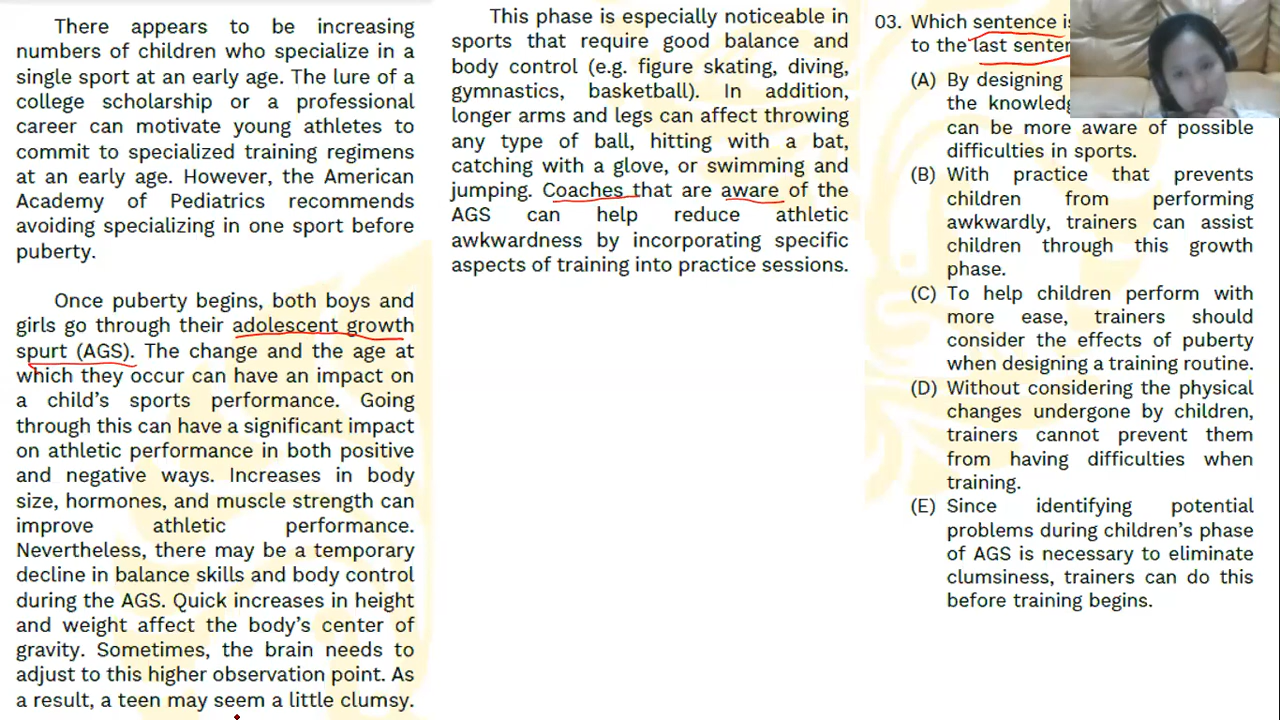 There appears to be increasing
numbers of children who specialize in a
single sport at an early age. The lure of a
college scholarship or a professional
career can motivate young athletes to
commit to specialized training regimens
at an early age. However, the American
Academy of Pediatrics recommends
avoiding specializing in one sport before
puberty.
Once puberty begins, both boys and
girls go through their adolescent growth
spurt (AGS). The change and the age at
which they occur can have an impact on
a child's sports performance. Going
through this can have a significant impact
on athletic performance in both positive
and negative ways. Increases in body
size, hormones, and muscle strength can
improve athletic performance.
Nevertheless, there may be a temporary
decline in balance skills and body control
during the AGS. Quick increases in height
and weight affect the body's center of
gravity. Sometimes, the brain needs to
adjust to this higher observation point. As
a result, a teen may seem a little clumsy.
This phase is especially noticeable in
sports that require good balance and
body control (e.g. figure skating, diving,
gymnastics, basketball). In addition,
longer arms and legs can affect throwing
any type of ball, hitting with a bat,
catching with a glove, or swimming and
jumping. Coaches that are aware of the
AGS can help reduce athletic
awkwardness by incorporating specific
aspects of training into practice sessions.
03. Which sentence
to the last
(A) By designing
the
can be more aware of possible
difficulties in sports.
(B) With practice that prevents
children from performing
awkwardly, trainers can assist
children through this growth
phase.
(C) To help children perform with
more ease, trainers should
consider the effects of puberty
when designing a training routine.
(D) Without considering the physical
changes undergone by children,
trainers cannot prevent them
from having difficulties when
training.
(E) Since identifying potential
problems during children's phase
of AGS is necessary to eliminate
clumsiness, trainers can do this
before training begins.